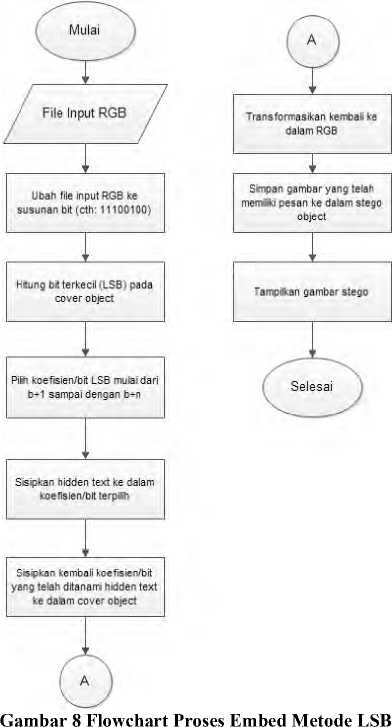 Mulai
File Input RGB
Ubah file input RGB ke
susunan bit (cth: 11100100)
Hitung bit terkecil (LSB) pada
cover object
Pilih koefisien/bit LSB mulai dari
b+1 sampai dengan b+n
Sisipkan hidden text ke dalam
koefisien/bit terpilih
Sisipkan kembali koefisien/bit
yang telah ditanami hidden text
ke dalam cover object
A
A
Transformasikan kembali ke
dalam RGB
Simpan gambar yang telah
memiliki pesan ke dalam stego
object
Tampilkan gambar stego
Selesai
Gambar 8 Flowchart Proses Embed Metode LSB